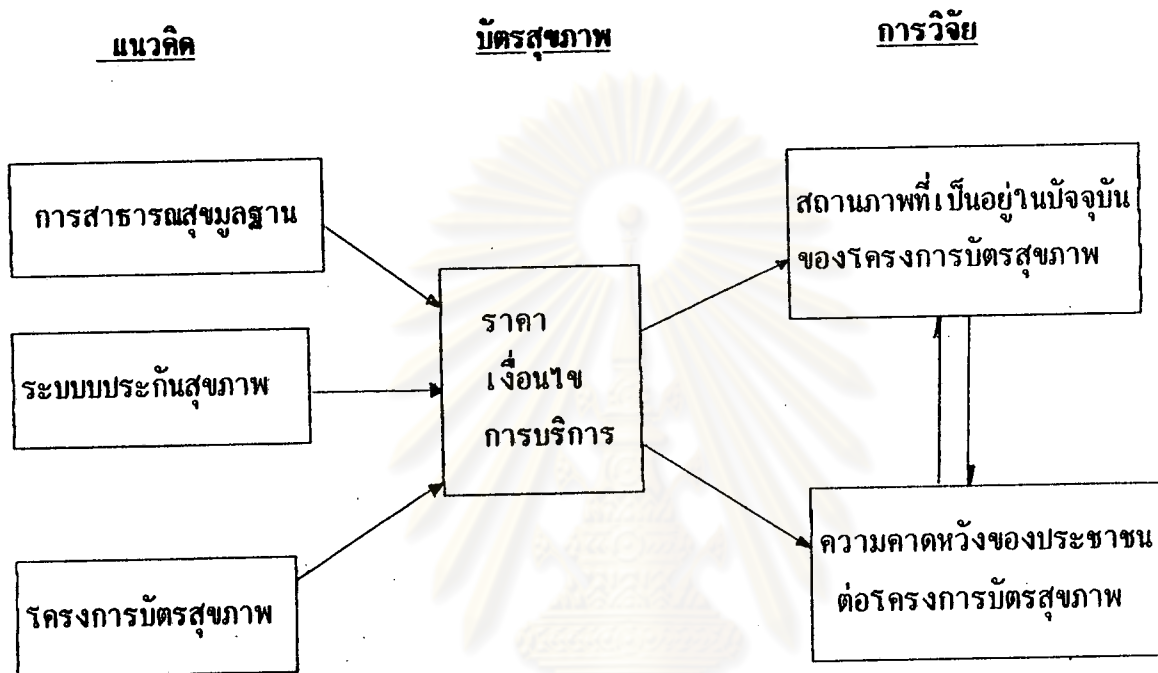 แนวคิด
บัตรสุขภาพ
การวิจัย
การสาธารณสุขมูลฐาน
ระบบบประกันสุขภาพ
โครงการบัตรสุขภาพ
ราคา
เงื่อนไข
การบริการ
สถานภาพที่เป็นอยู่ในปัจจุบัน
ของโครงการบัตรสุขภาพ
ความคาดหวังของประชาชน
ต่อโครงการบัตรสุขภาพ